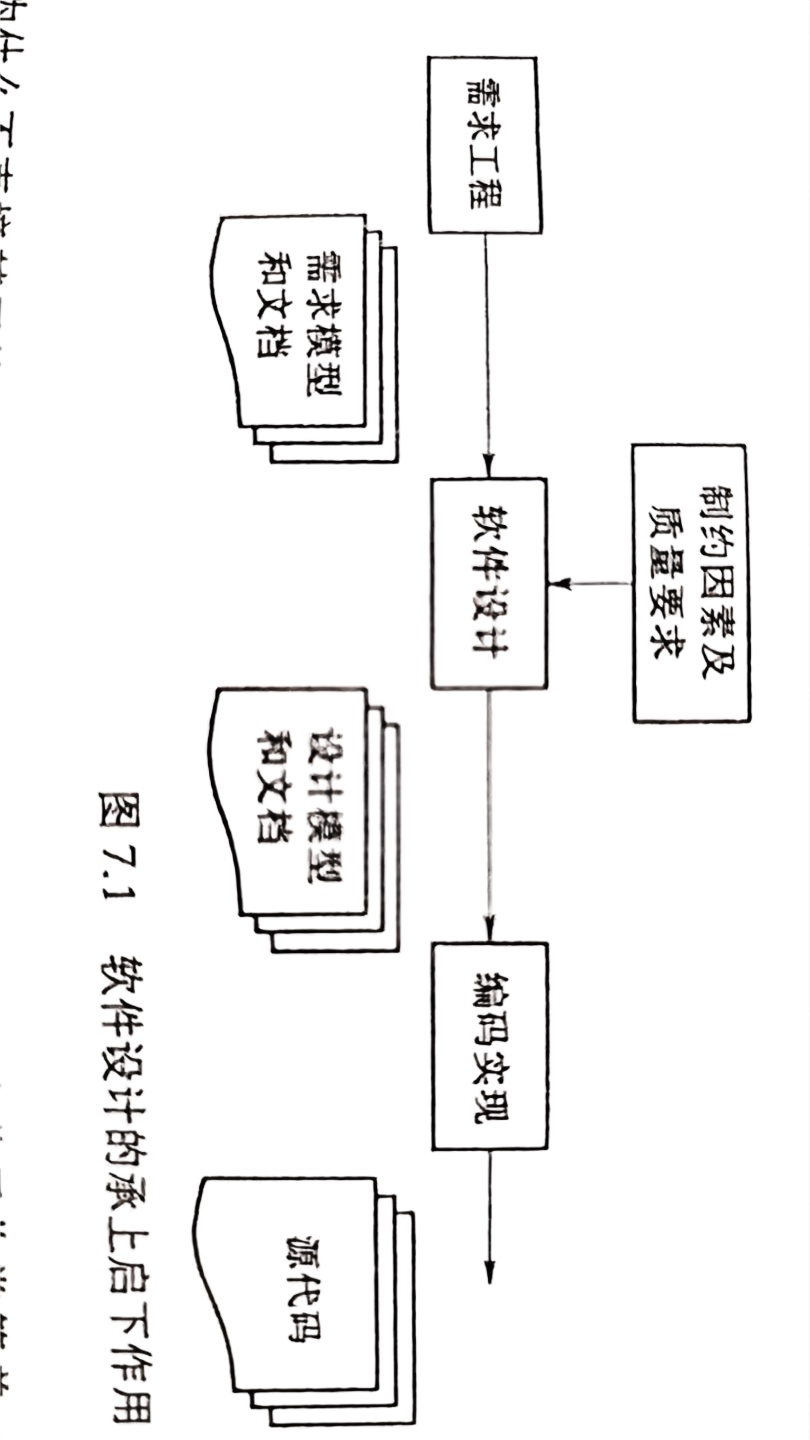 制约因素及
质量要求
需求工程
软件设计
编码实现
需求模型
和文档
设计模型
和文档
源代码
图 7.1 软件设计的承上启下作用